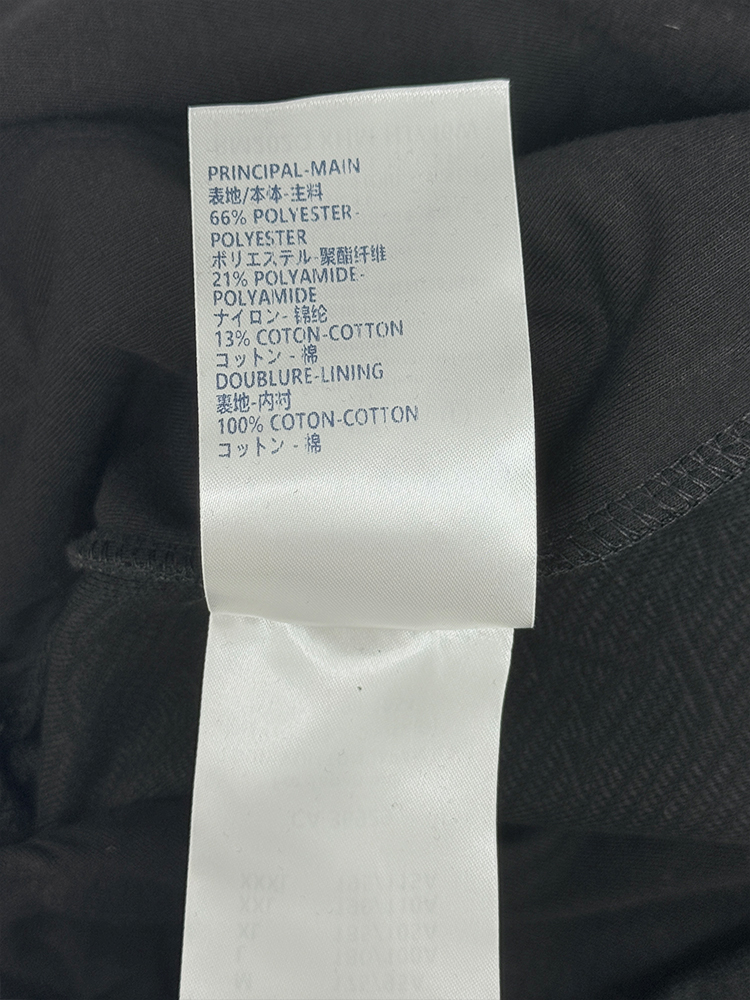 PRINCIPAL-MAIN
表地/本体-主料
66% POLYESTER-
POLYESTER
ポリエステル-聚酯纤维
21% POLYAMIDE-
POLYAMIDE
ナイロン- 锦纶
13% COTON-COTTON
コットン - 棉
DOUBLURE-LINING
裏地-内衬
100% COTON-COTTON
コットン - 棉